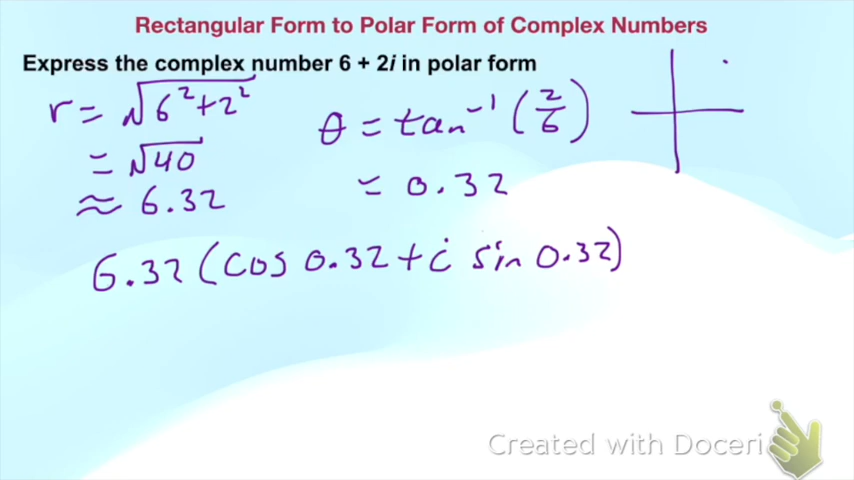 Rectangular Form to Polar Form of Complex Numbers
Express the complex number 6 + 2i in polar form
r = √6² + 2²
θ = tan⁻¹ (2/6)
= √40
= 0.32
≈ 6.32
6.32 (cos 0.32 + i sin 0.32)
Created with Doceri